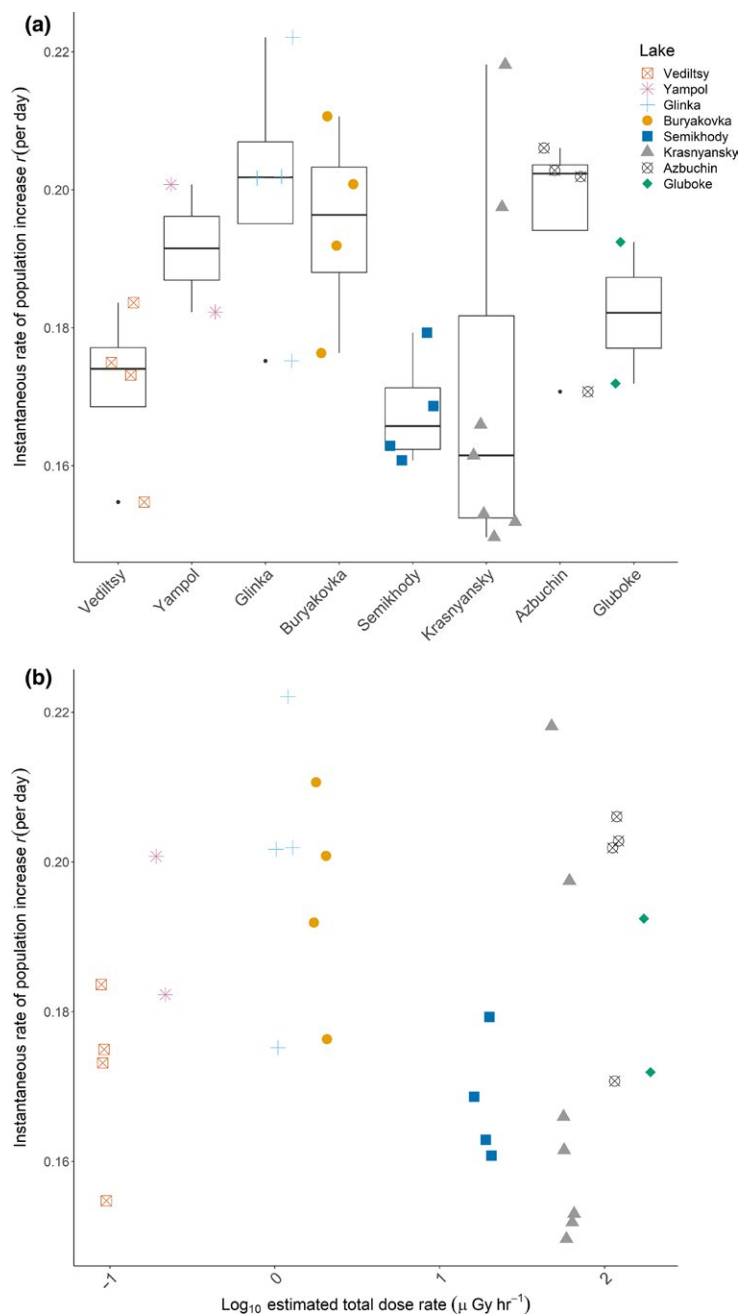 (a)
Instantaneous rate of population increase r(per day)
0.22
0.20
0.18
0.16
Lake
Vediltsy
Yampol
Glinka
Buryakovka
Semikhody
Krasnyansky
Azbuchin
Gluboke
Vediltsy
Yampol
Glinka
Buryakovka
Semikhody
Krasnyansky
Azbuchin
Gluboke
(b)
Instantaneous rate of population increase r(per day)
0.22
0.20
0.18
0.16
-1
0
1
2
Log10 estimated total dose rate (μ Gy hr−1)